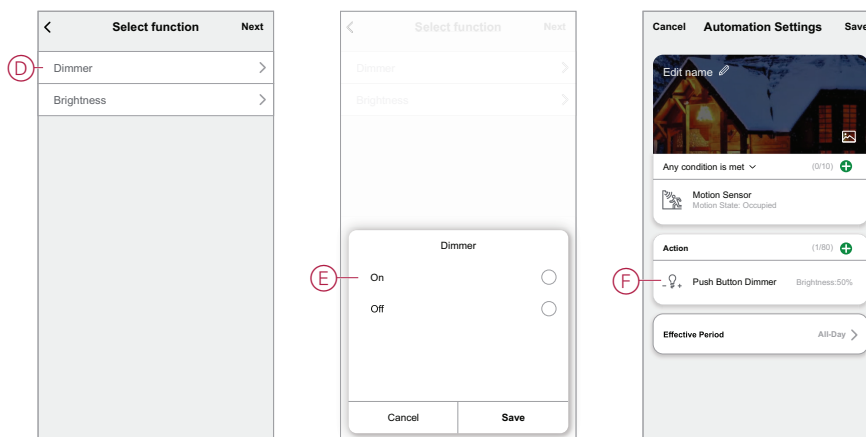 Select function Next
D Dimmer
Brightness
Select function Next
Dimmer
Brightness
Dimmer
E On
Off
Cancel Save
Cancel Automation Settings Save
Edit name
Any condition is met (0/10)
Motion Sensor
Motion State: Occupied
Action (1/80)
F Push Button Dimmer Brightness:50%
Effective Period All-Day